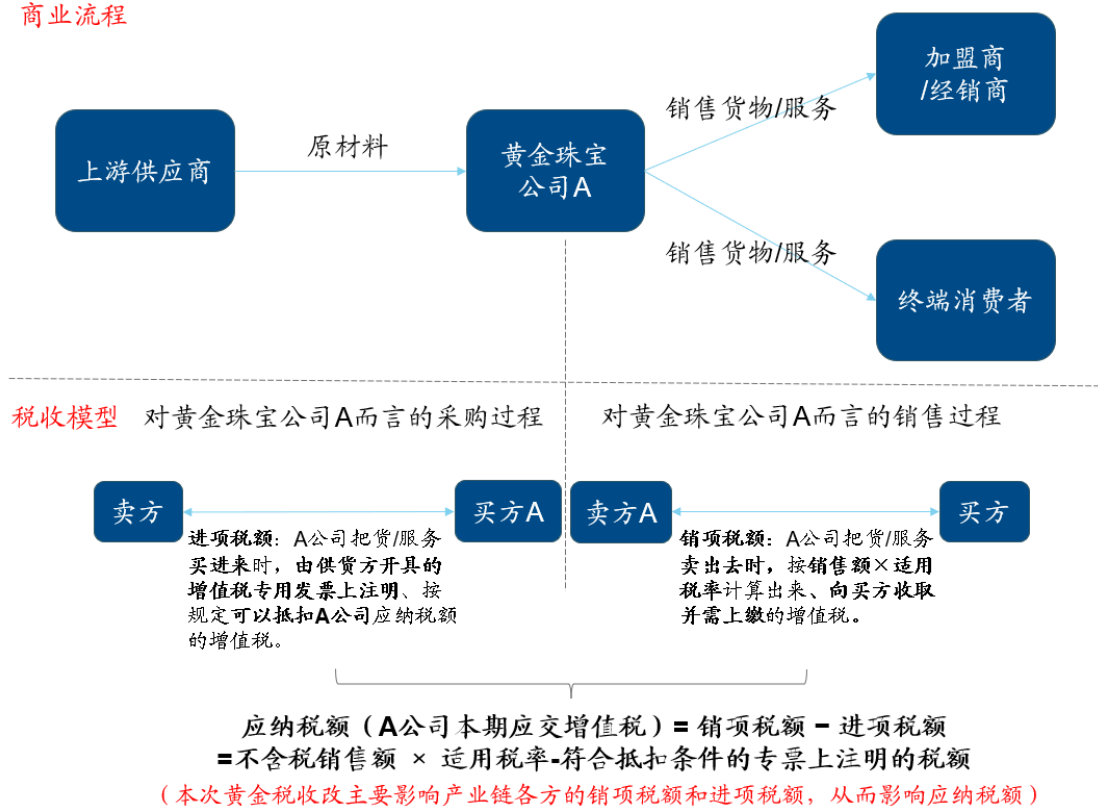 商业流程
加盟商
/经销商
销售货物/服务
原材料
上游供应商
黄金珠宝
公司A
销售货物/服务
终端消费者
税收模型
对黄金珠宝公司A而言的采购过程
对黄金珠宝公司A而言的销售过程
卖方
买方A
卖方A
买方
进项税额：A公司把货/服务
买进来时，由供货方开具的
增值税专用发票上注明、按
规定可以抵扣A公司应纳税额
的增值税。
销项税额：A公司把货/服务
卖出去时，按销售额×适用
税率计算出来、向买方收取
并需上缴的增值税。
应纳税额（A公司本期应交增值税）= 销项税额 − 进项税额
=不含税销售额 × 适用税率-符合抵扣条件的专票上注明的税额
（本次黄金税收改主要影响产业链各方的销项税额和进项税额，从而影响应纳税额）